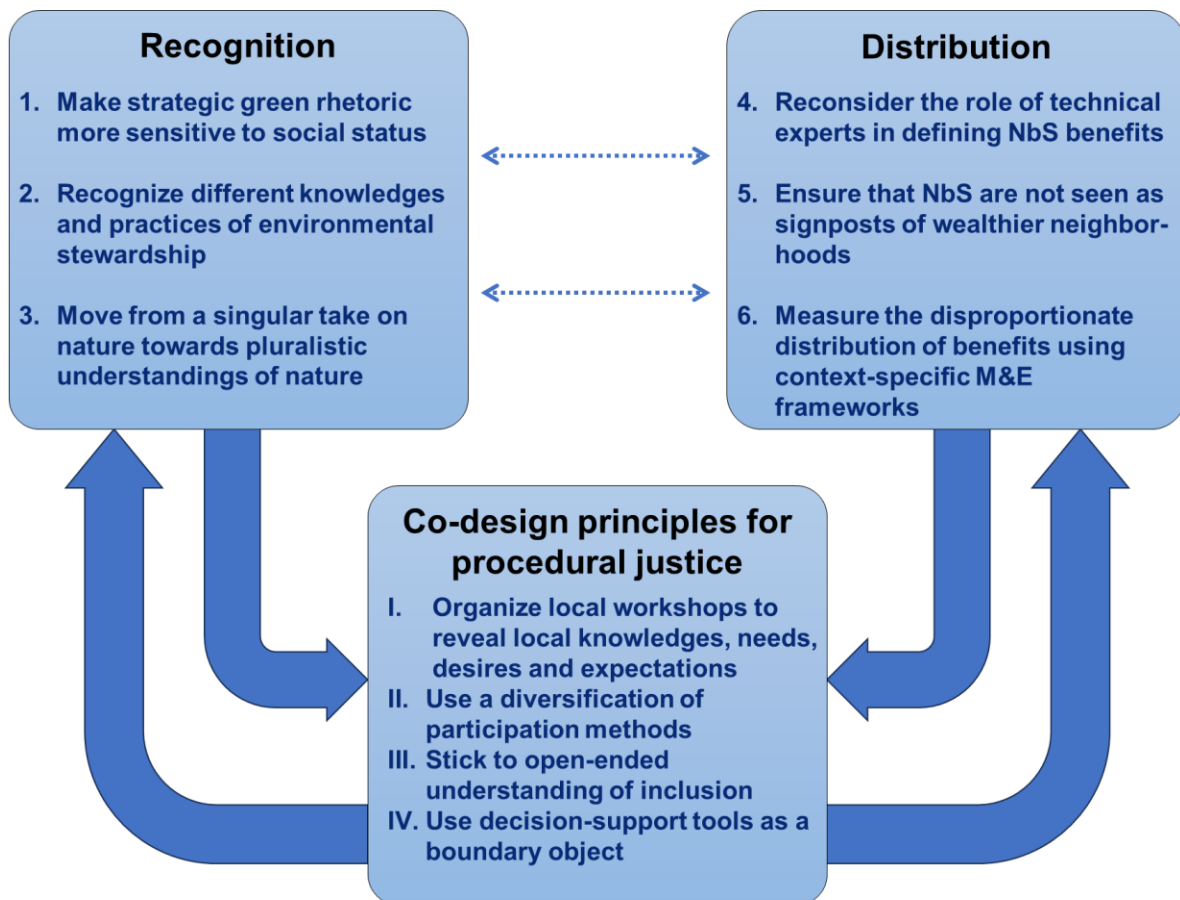 Recognition
1. Make strategic green rhetoric
more sensitive to social status
2. Recognize different knowledges
and practices of environmental
stewardship
3. Move from a singular take on
nature towards pluralistic
understandings of nature
Distribution
4. Reconsider the role of technical
experts in defining NbS benefits
5. Ensure that NbS are not seen as
signposts of wealthier neighbor-
hoods
6. Measure the disproportionate
distribution of benefits using
context-specific M&E
frameworks
Co-design principles for
procedural justice
I. Organize local workshops to
reveal local knowledges, needs,
desires and expectations
II. Use a diversification of
participation methods
III. Stick to open-ended
understanding of inclusion
IV. Use decision-support tools as a
boundary object